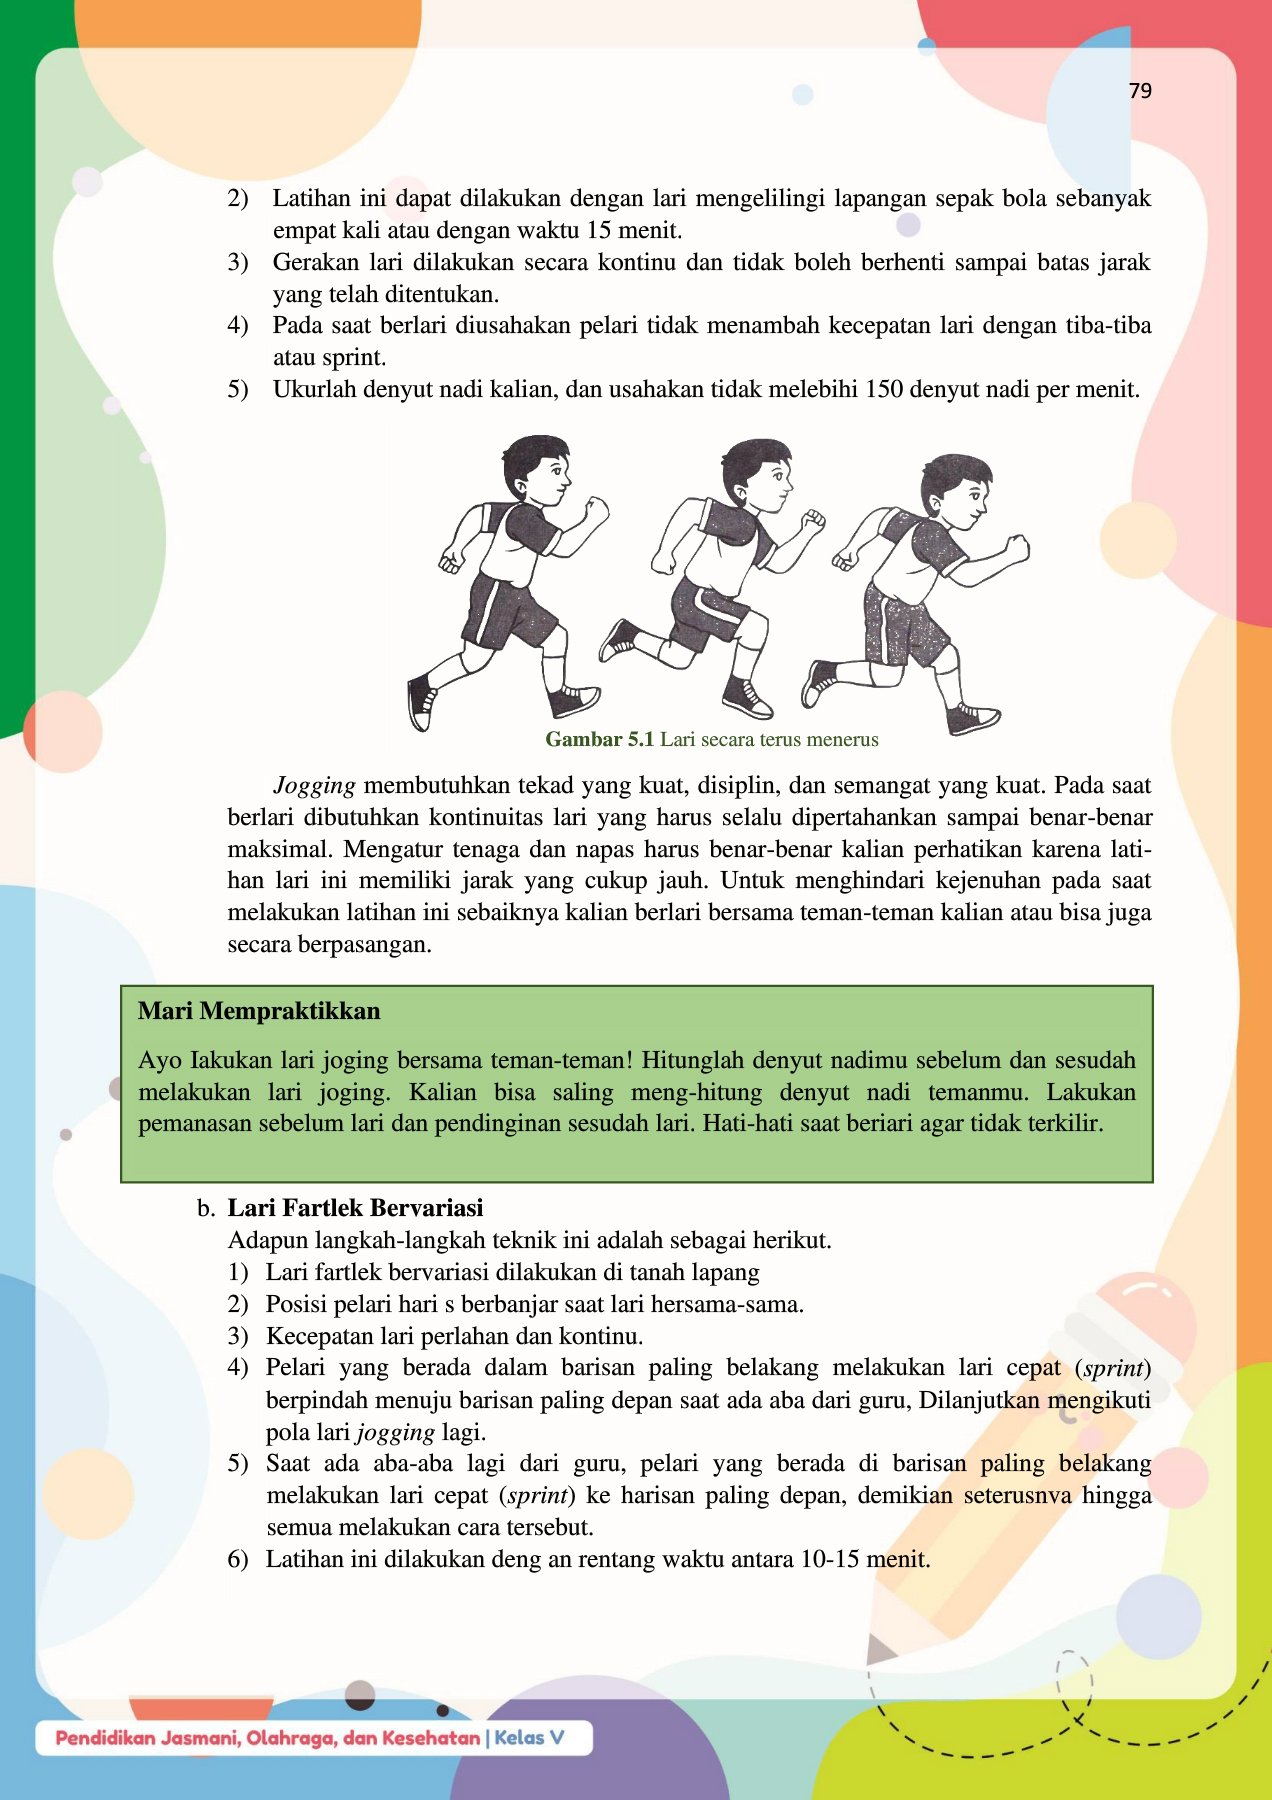 79
2) Latihan ini dapat dilakukan dengan lari mengelilingi lapangan sepak bola sebanyak
empat kali atau dengan waktu 15 menit.
3) Gerakan lari dilakukan secara kontinu dan tidak boleh berhenti sampai batas jarak
yang telah ditentukan.
4) Pada saat berlari diusahakan pelari tidak menambah kecepatan lari dengan tiba-tiba
atau sprint.
5) Ukurlah denyut nadi kalian, dan usahakan tidak melebihi 150 denyut nadi per menit.
Gambar 5.1 Lari secara terus menerus
Jogging membutuhkan tekad yang kuat, disiplin, dan semangat yang kuat. Pada saat
berlari dibutuhkan kontinuitas lari yang harus selalu dipertahankan sampai benar-benar
maksimal. Mengatur tenaga dan napas harus benar-benar kalian perhatikan karena lati-
han lari ini memiliki jarak yang cukup jauh. Untuk menghindari kejenuhan pada saat
melakukan latihan ini sebaiknya kalian berlari bersama teman-teman kalian atau bisa juga
secara berpasangan.
Mari Mempraktikkan
Ayo Iakukan lari joging bersama teman-teman! Hitunglah denyut nadimu sebelum dan sesudah
melakukan lari joging. Kalian bisa saling meng-hitung denyut nadi temanmu. Lakukan
pemanasan sebelum lari dan pendinginan sesudah lari. Hati-hati saat beriari agar tidak terkilir.
b. Lari Fartlek Bervariasi
Adapun langkah-langkah teknik ini adalah sebagai herikut.
1) Lari fartlek bervariasi dilakukan di tanah lapang
2) Posisi pelari hari s berbanjar saat lari hersama-sama.
3) Kecepatan lari perlahan dan kontinu.
4) Pelari yang berada dalam barisan paling belakang melakukan lari cepat (sprint)
berpindah menuju barisan paling depan saat ada aba dari guru, Dilanjutkan mengikuti
pola lari jogging lagi.
5) Saat ada aba-aba lagi dari guru, pelari yang berada di barisan paling belakang
melakukan lari cepat (sprint) ke harisan paling depan, demikian seterusnva hingga
semua melakukan cara tersebut.
6) Latihan ini dilakukan deng an rentang waktu antara 10-15 menit.
Pendidikan Jasmani, Olahraga, dan Kesehatan | Kelas V